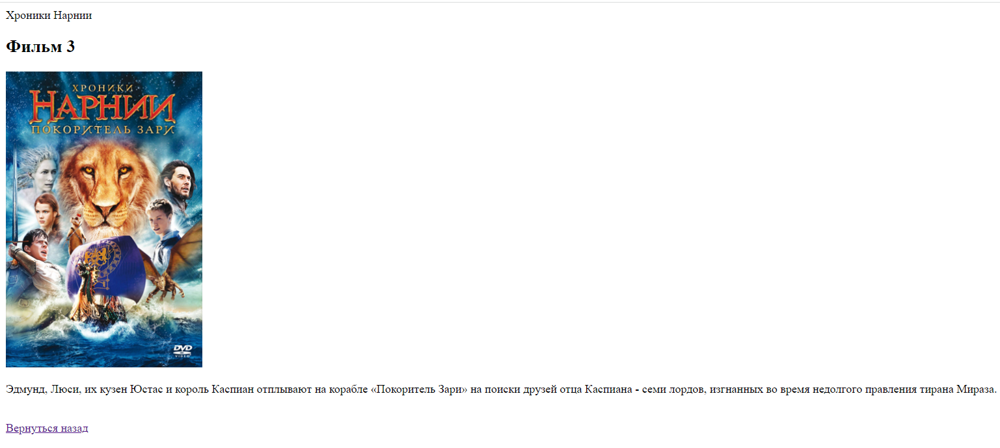 Хроники Нарнии
Фильм 3
ХРОНИКИ
НАРНИИ
ПОКОРИТЕЛЬ ЗАРИ
DVD
VIDEO
Эдмунд, Люси, их кузен Юстас и король Каспиан отплывают на корабле «Покоритель Зари» на поиски друзей отца Каспиана - семи лордов, изгнанных во время недолгого правления тирана Мираза.
Вернуться назад